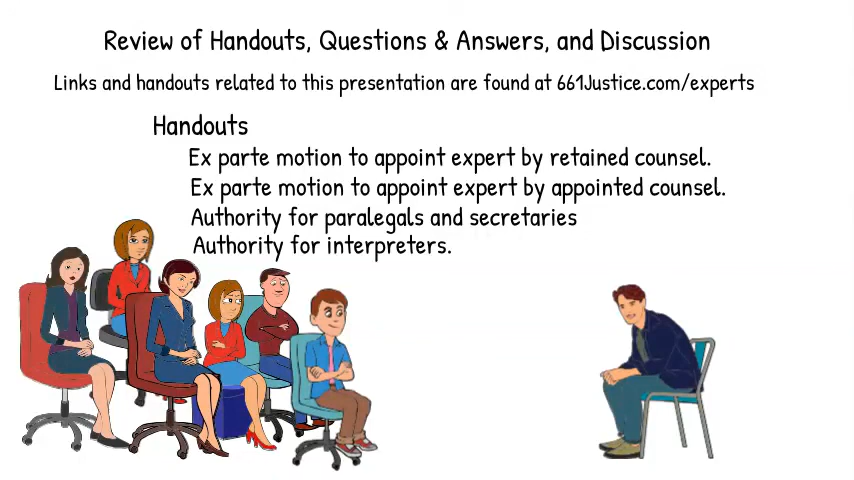 Review of Handouts, Questions & Answers, and Discussion
Links and handouts related to this presentation are found at 661Justice.com/experts
Handouts
Ex parte motion to appoint expert by retained counsel.
Ex parte motion to appoint expert by appointed counsel.
Authority for paralegals and secretaries
Authority for interpreters.